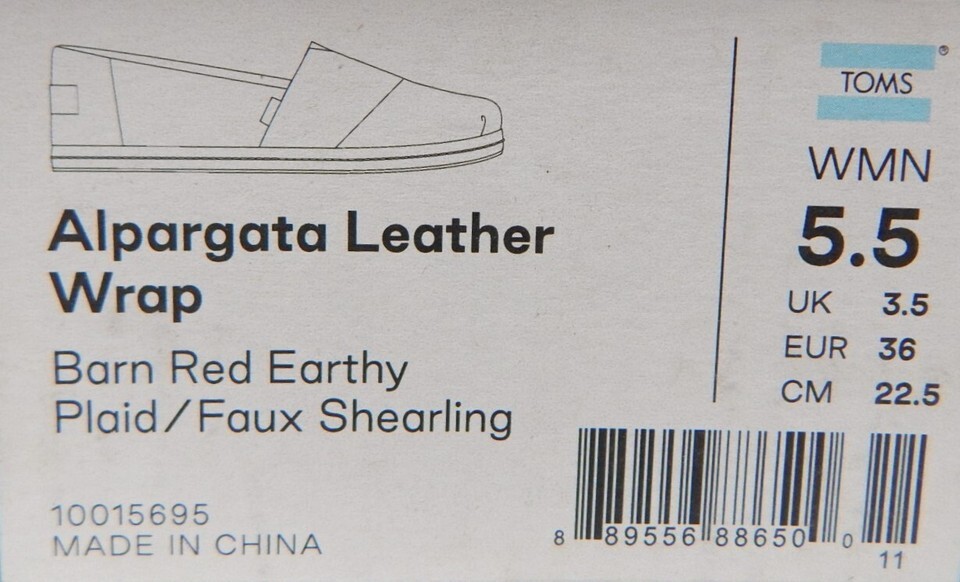 Alpargata Leather
Wrap
Barn Red Earthy
Plaid/Faux Shearling
10015695
MADE IN CHINA
TOMS®
WMN
5.5
UK 3.5
EUR 36
CM 22.5
8 89556 88650 0
11